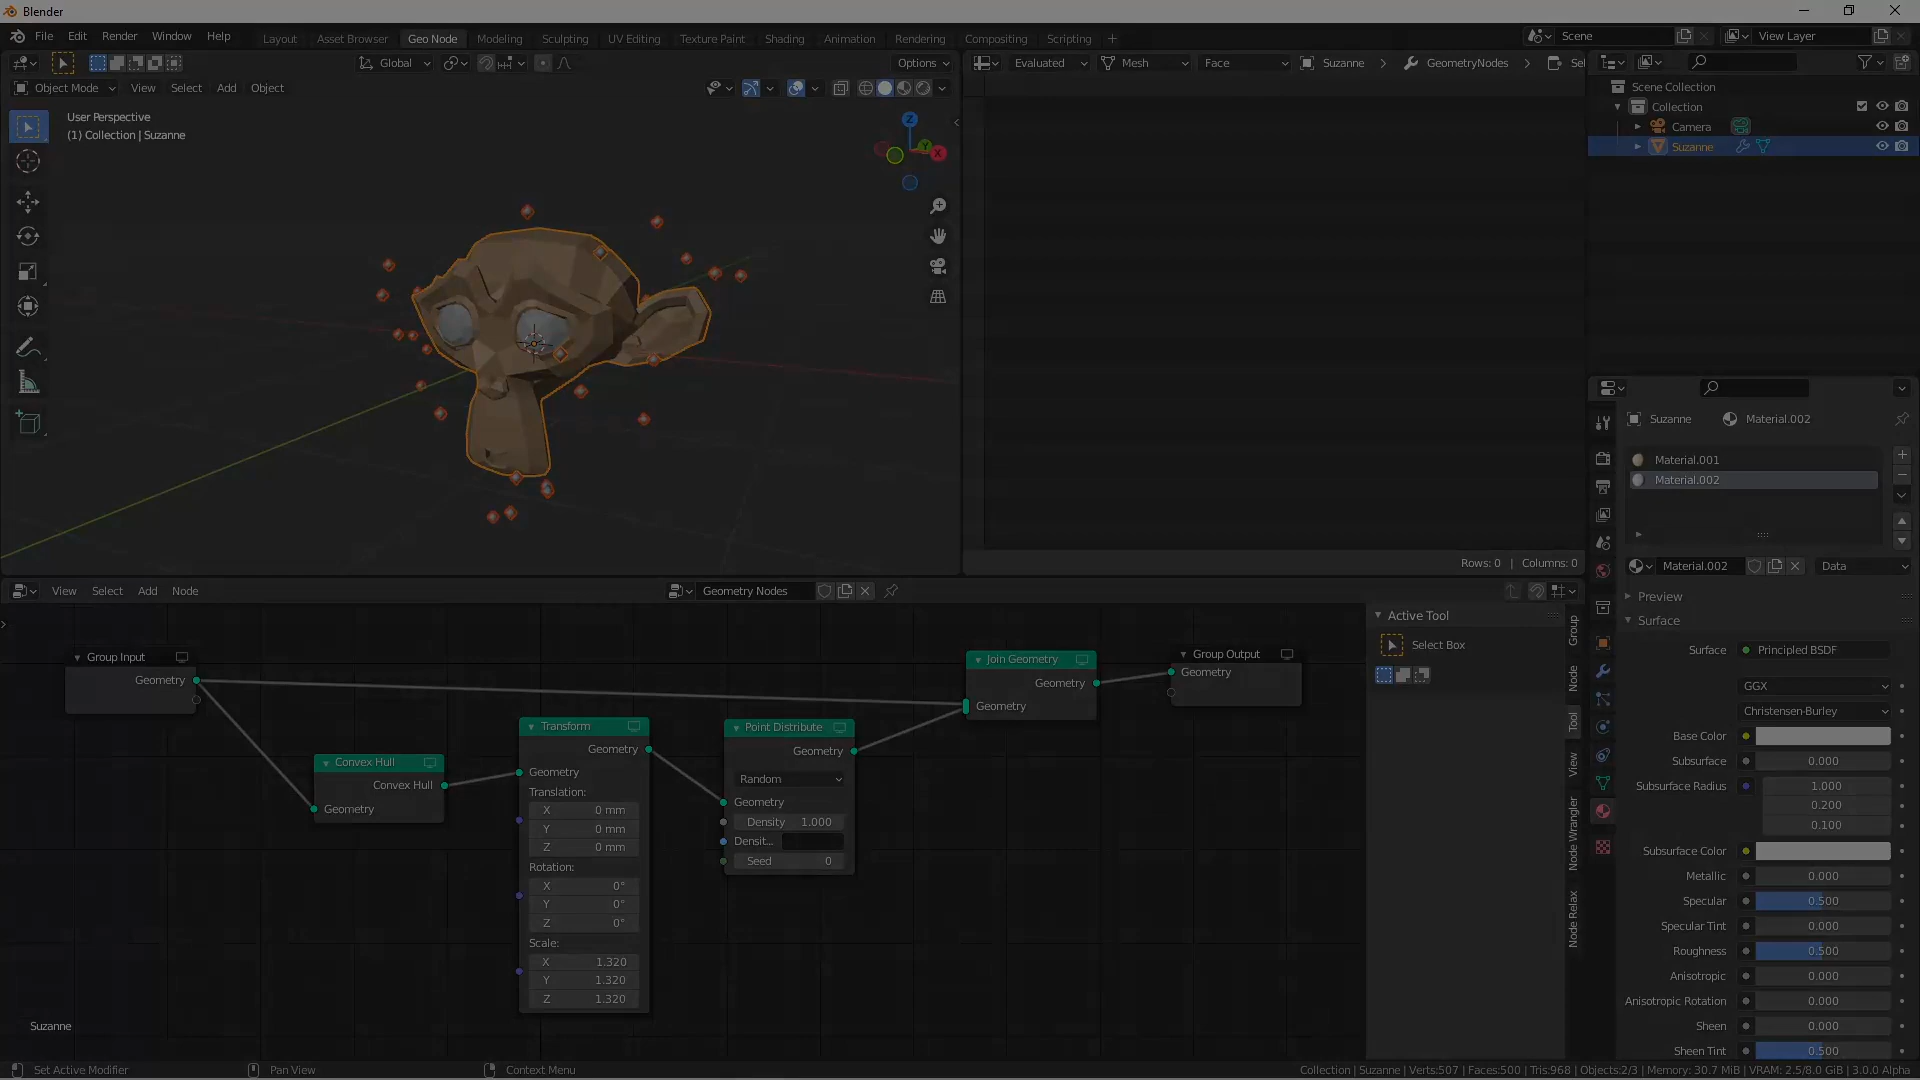 Blender
File Edit Render Window Help
Layout Asset Browser Geo Node Modeling Sculpting UV Editing Texture Paint Shading Animation Rendering Compositing Scripting +
Scene
View Layer
Global
Options
Object Mode View Select Add Object
User Perspective
(1) Collection | Suzanne
Z
Y
X
Evaluated Mesh Face Suzanne GeometryNodes Sel
Rows: 0 | Columns: 0
Scene Collection
Collection
Camera
Suzanne
Suzanne Material.002
Material.001
Material.002
Material.002 Data
Preview
Surface
Surface Principled BSDF
GGX
Christensen-Burley
Base Color
Subsurface 0.000
Subsurface Radius 1.000
0.200
0.100
Subsurface Color
Metallic 0.000
Specular 0.500
Specular Tint 0.000
Roughness 0.500
Anisotropic 0.000
Anisotropic Rotation 0.000
Sheen 0.000
Sheen Tint 0.500
View Select Add Node
Geometry Nodes
Group Input
Geometry
Convex Hull
Convex Hull
Geometry
Transform
Geometry
Geometry
Translation:
X 0 mm
Y 0 mm
Z 0 mm
Rotation:
X 0°
Y 0°
Z 0°
Scale:
X 1.320
Y 1.320
Z 1.320
Point Distribute
Geometry
Random
Geometry
Density 1.000
Densit...
Seed 0
Join Geometry
Geometry
Geometry
Group Output
Geometry
Active Tool
Select Box
Group
Node
Tool
View
Node Wrangler
Node Relax
Suzanne
Set Active Modifier
Pan View
Context Menu
Collection | Suzanne | Verts:507 | Faces:500 | Tris:968 | Objects:2/3 | Memory: 30.7 MiB | VRAM: 2.5/8.0 GiB | 3.0.0 Alpha